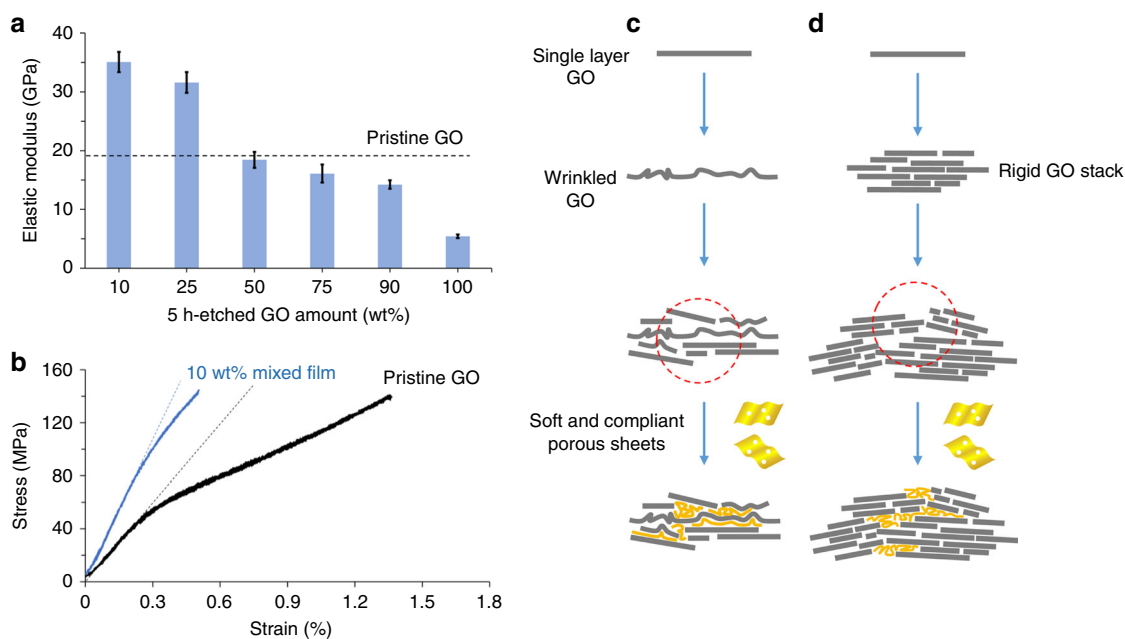 a
Elastic modulus (GPa)
40
30
20
10
0
Pristine GO
10 25 50 75 90 100
5 h-etched GO amount (wt%)
b
Stress (MPa)
160
120
80
40
0
10 wt% mixed film
Pristine GO
0 0.3 0.6 0.9 1.2 1.5 1.8
Strain (%)
c
Single layer
GO
Wrinkled
GO
Soft and compliant
porous sheets
d
Rigid GO stack